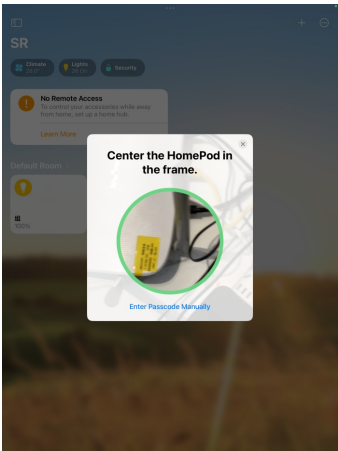 SR
Climate
Lights
Security
No Remote Access
To control your accessories while away
from home, set up a home hub.
Learn More
Default Room
100%
Center the HomePod in
the frame.
Enter Passcode Manually